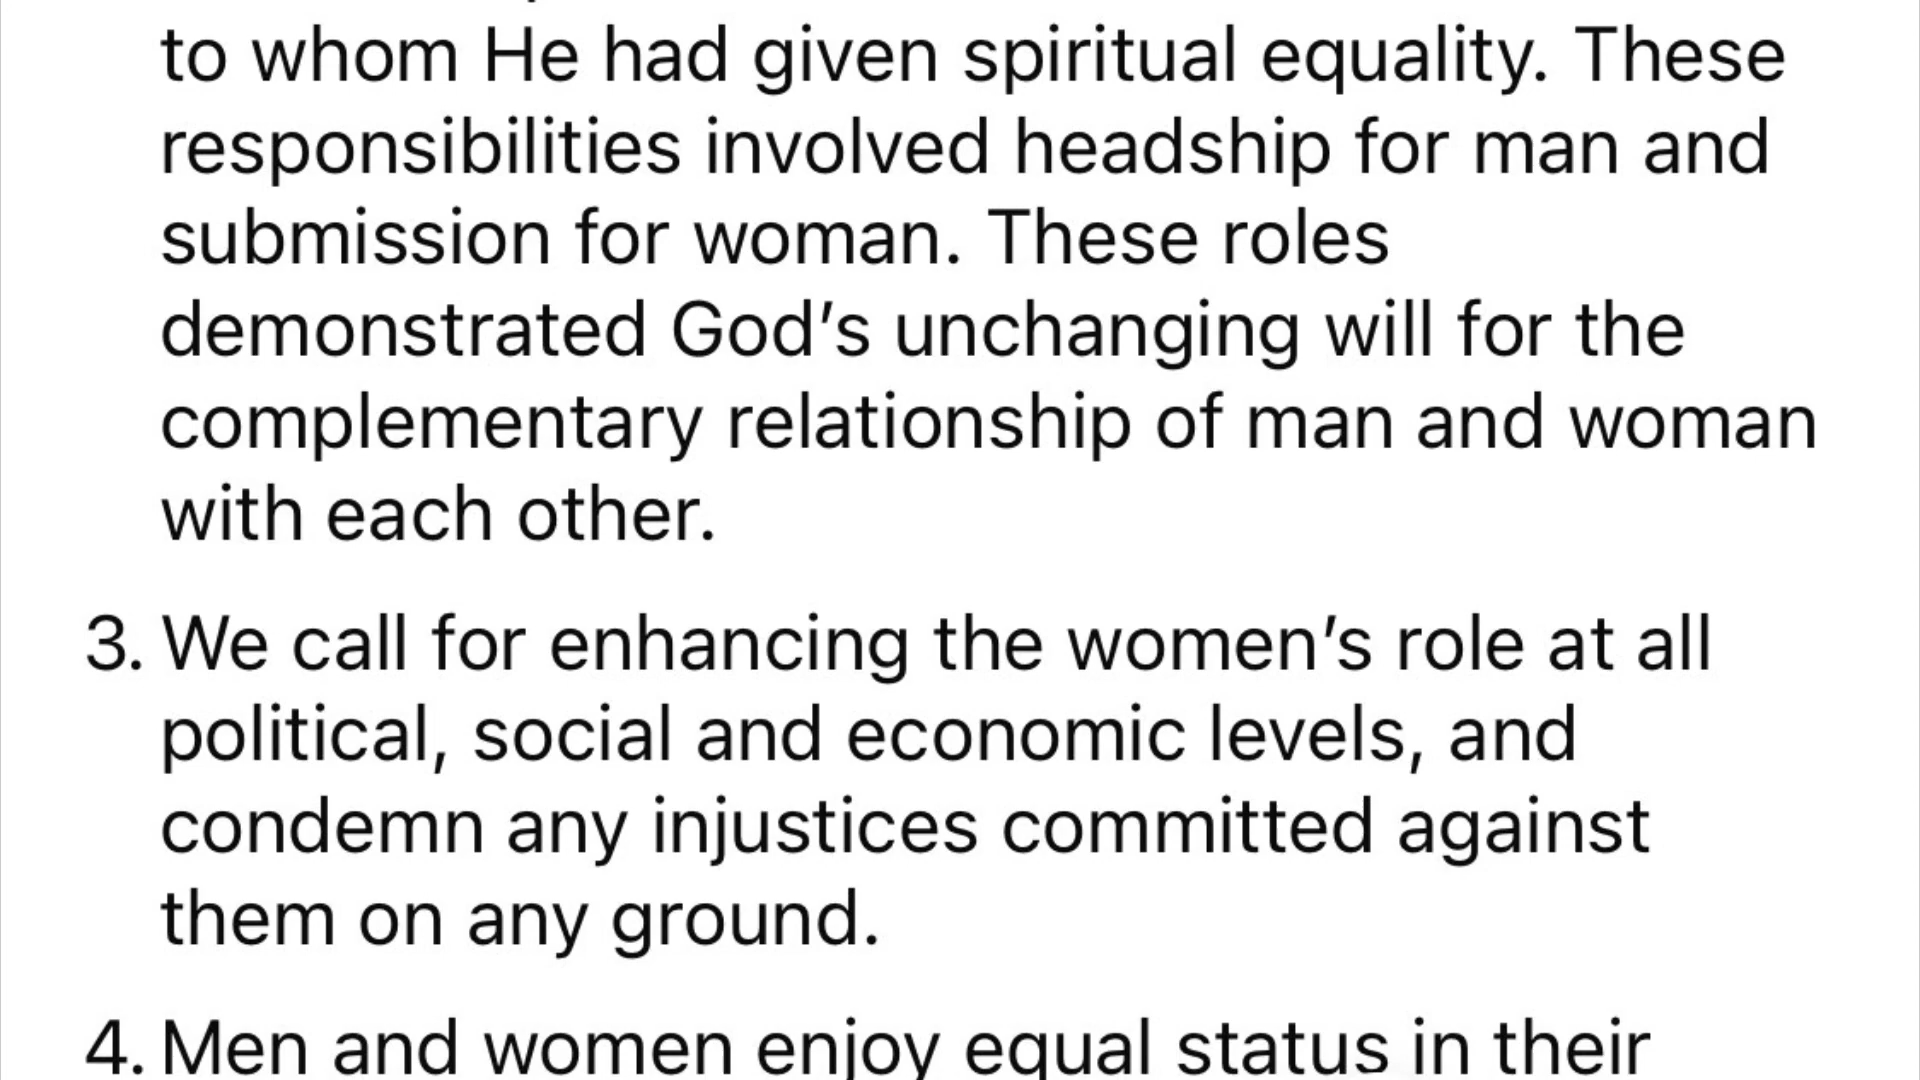 to whom He had given spiritual equality. These
responsibilities involved headship for man and
submission for woman. These roles
demonstrated God’s unchanging will for the
complementary relationship of man and woman
with each other.
3. We call for enhancing the women’s role at all
political, social and economic levels, and
condemn any injustices committed against
them on any ground.
4. Men and women enjoy equal status in their